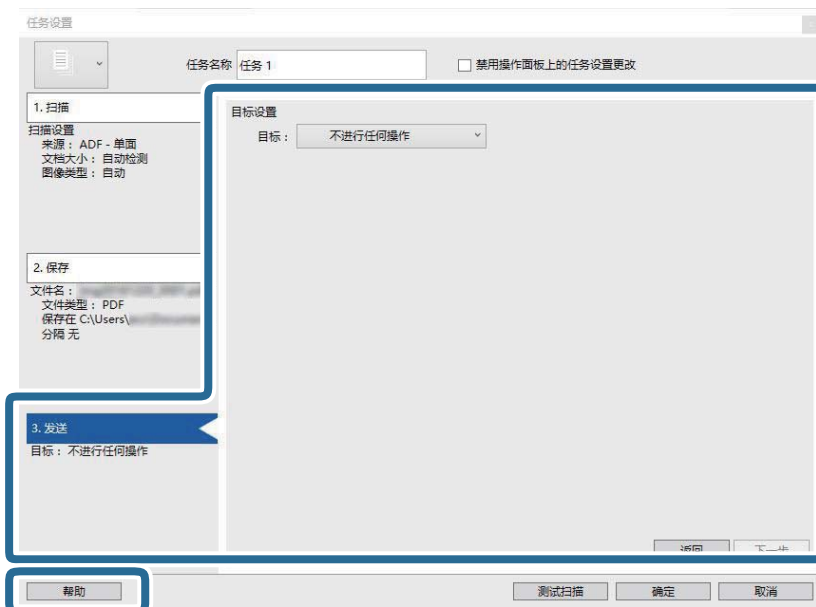 任务设置
任务名称 任务 1 禁用操作面板上的任务设置更改
1. 扫描
扫描设置
来源： ADF - 单面
文档大小： 自动检测
图像类型： 自动
目标设置
目标： 不进行任何操作
2. 保存
文件名：
文件类型： PDF
保存在 C:\Users\
分隔 无
3. 发送
目标： 不进行任何操作
返回 下一步
帮助 测试扫描 确定 取消